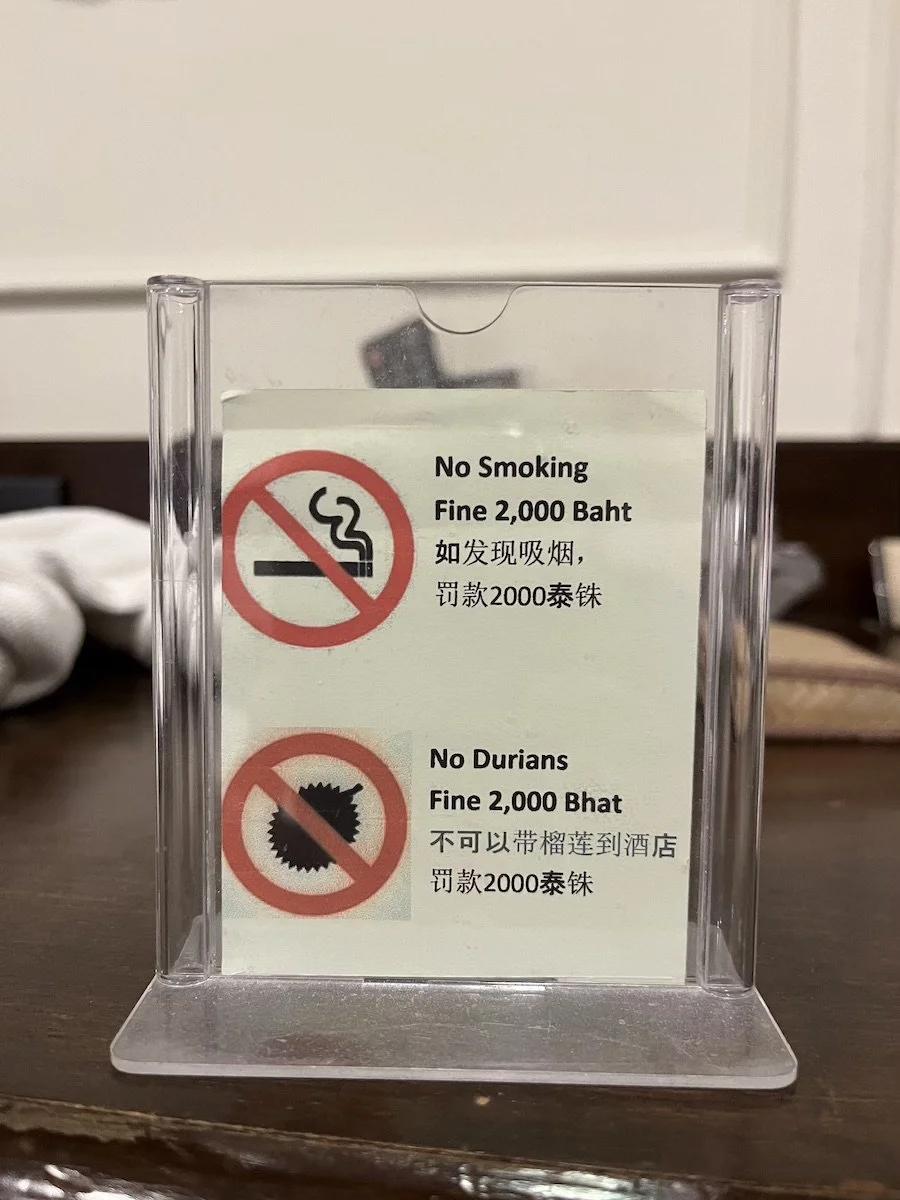 No Smoking
Fine 2,000 Baht
如发现吸烟，
罚款2000泰铢
No Durians
Fine 2,000 Bhat
不可以带榴莲到酒店
罚款2000泰铢